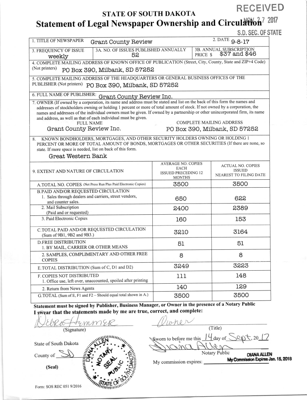 STATE OF SOUTH DAKOTA
RECEIVED
Statement of Legal Newspaper Ownership and Circulation
2017
S.D. SEC. OF STATE
1. TITLE OF NEWSPAPER Grant County Review
2. DATE 9-8-17
3. FREQUENCY OF ISSUE weekly
3A. NO. OF ISSUES PUBLISHED ANNUALLY 52
3B. ANNUAL SUBSCRIPTION PRICE $ $37 and $46
4. COMPLETE MAILING ADDRESS OF KNOWN OFFICE OF PUBLICATION (Street, City, County, State and ZIP+4 Code)
(Not printers) PO Box 390, Milbank, SD 57252
5. COMPLETE MAILING ADDRESS OF THE HEADQUARTERS OR GENERAL BUSINESS OFFICES OF THE
PUBLISHER (Not printers) PO Box 390, Milbank, SD 57252
6. FULL NAME OF PUBLISHER: Grant County Review Inc.
7. OWNER (If owned by a corporation, its name and address must be stated and also on the back of this form the names and
addresses of stockholders owning or holding 1 percent or more of total amount of stock. If not owned by a corporation, the
names and addresses of the individual owners must be given. If owned by a partnership or other unincorporated firm, its name
and address, as well as that of each individual must be given
FULL NAME COMPLETE MAILING ADDRESS
Grant County Review Inc. PO Box 390, Milbank, SD 57252
8. KNOWN BONDHOLDERS, MORTGAGES, AND OTHER SECURITY HOLDERS OWNING OR HOLDING 1
PERCENT OR MORE OF TOTAL AMOUNT OF BONDS, MORTGAGES OR OTHER SECURITIES (If there are none, so
state. If more space is needed, list on back of this form.
Great Western Bank
9. EXTENT AND NATURE OF CIRCULATION
AVERAGE NO. COPIES EACH ISSUED PRECEDING 12 MONTHS
ACTUAL NO. COPIES ISSUED NEAREST TO FILING DATE
A. TOTAL NO. COPIES (Net Press Run Plus Paid Electronic Copies) 3500 3500
B. PAID AND/OR REQUESTED CIRCULATION
1. Sales through dealers and carriers, street vendors,
and counter sales 650 622
2. Mail Subscription
(Paid and or requested) 2400 2389
3. Paid Electronic Copies 160 153
C. TOTAL PAID AND/OR REQUESTED CIRCULATION
(Sum of 9B1, 9B2 and 9B3.) 3210 3164
D. FREE DISTRIBUTION
1. BY MAIL, CARRIER OR OTHER MEANS 51 51
2. SAMPLES, COMPLIMENTARY AND OTHER FREE
COPIES 8 8
E. TOTAL DISTRIBUTION (Sum of C, D1 and D2) 3249 3223
F. COPIES NOT DISTRIBUTED
1. Office use, left over, unaccounted, spoiled after printing 111 148
2. Return from News Agents 140 129
G. TOTAL (Sum of E, F1 and F2 - Should equal total shown in A.) 3500 3500
Statement must be signed by Publisher, Business Manager, or Owner in the presence of a Notary Public
I swear that the statements made by me are true, correct, and complete:
Owner
(Signature) (Title)
State of South Dakota
Sworn to before me this 14 day of Sept. 20 17
County of
Diana Allen
Notary Public DIANA ALLEN
(Seal)
My commission expires My Commission Expires Jan. 15, 2019
Form: SOS REC 051 9/2016